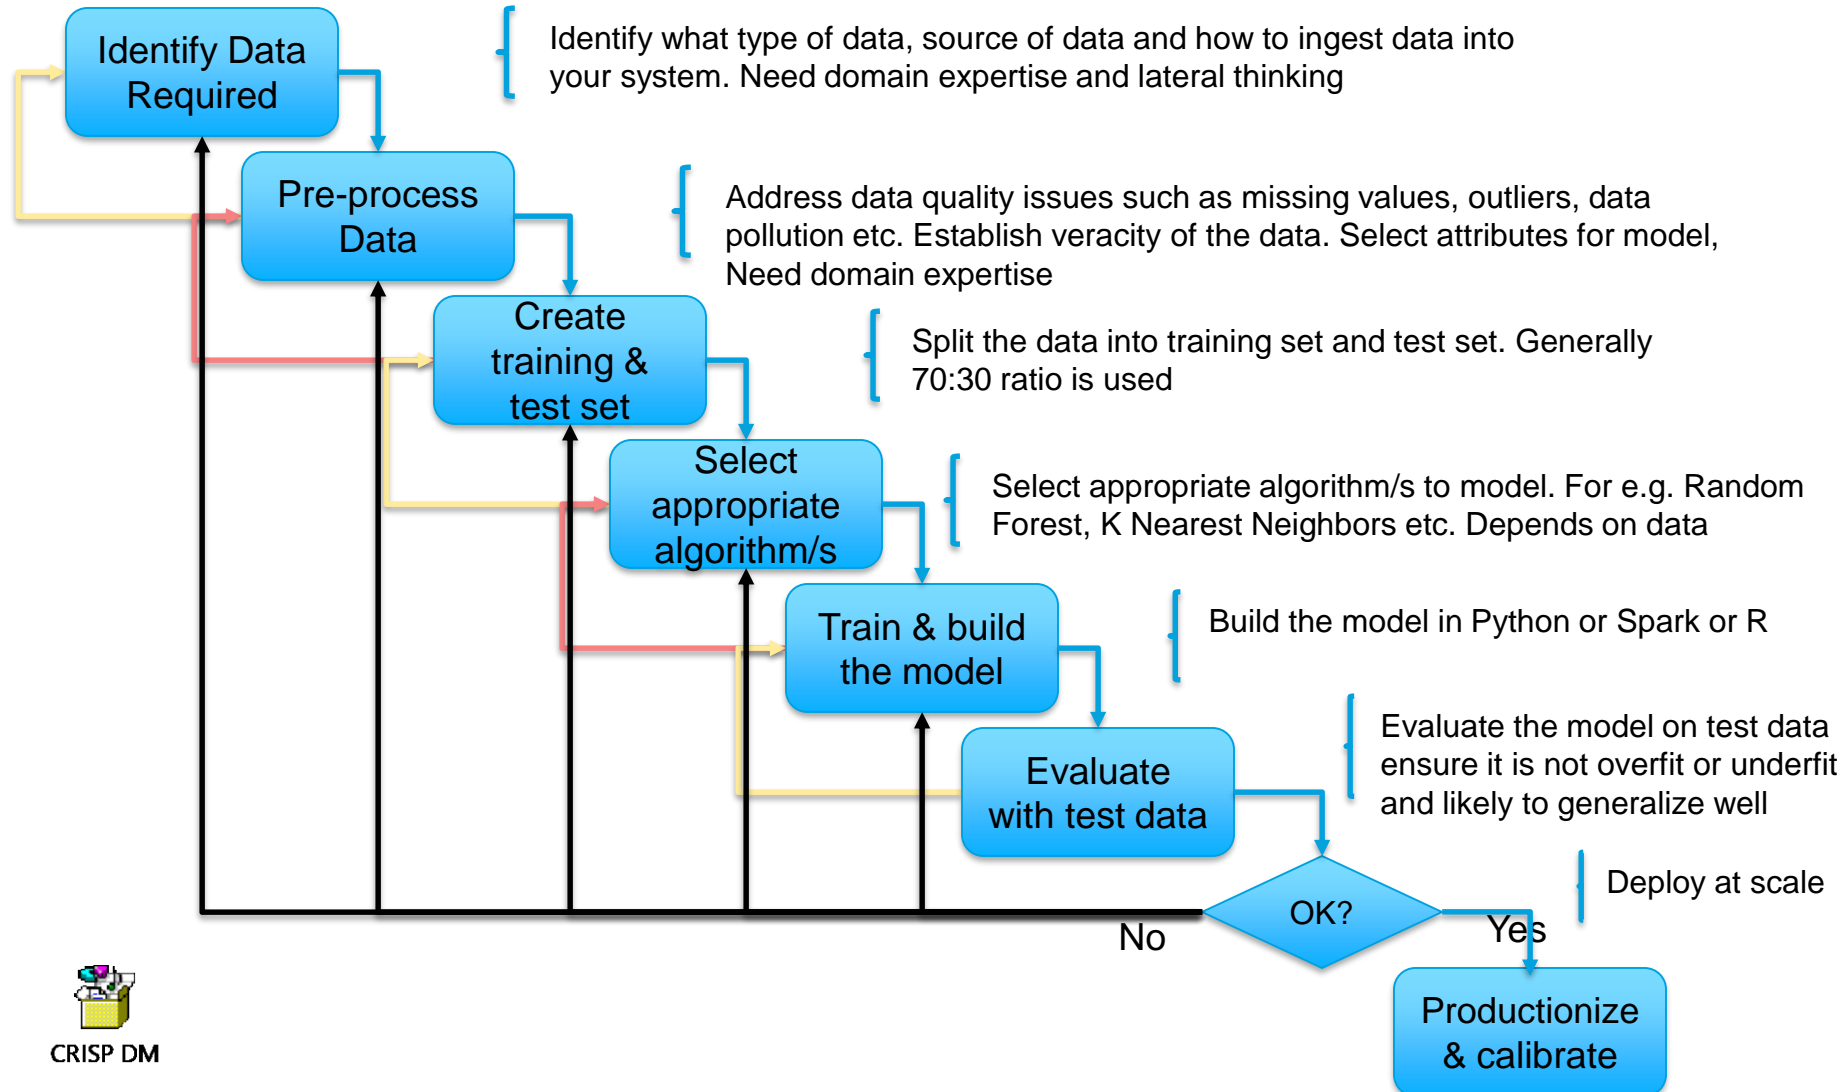 Identify Data
Required
Identify what type of data, source of data and how to ingest data into
your system. Need domain expertise and lateral thinking
Pre-process
Data
Address data quality issues such as missing values, outliers, data
pollution etc. Establish veracity of the data. Select attributes for model,
Need domain expertise
Create
training &
test set
Split the data into training set and test set. Generally
70:30 ratio is used
Select
appropriate
algorithm/s
Select appropriate algorithm/s to model. For e.g. Random
Forest, K Nearest Neighbors etc. Depends on data
Train & build
the model
Build the model in Python or Spark or R
Evaluate
with test data
Evaluate the model on test data
ensure it is not overfit or underfit
and likely to generalize well
OK?
No
Yes
Deploy at scale
Productionize
& calibrate
CRISP DM